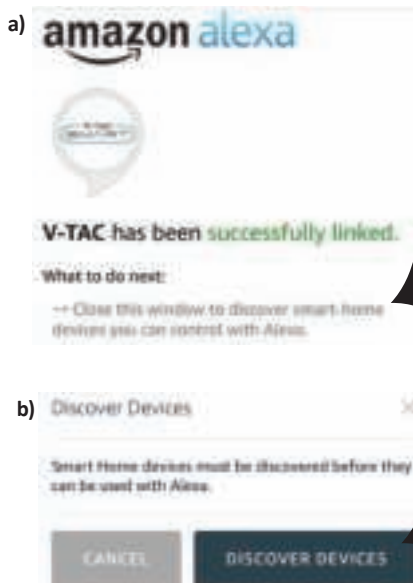 a) amazon alexa
V-TAC has been successfully linked.
What to do next:
→ Close this window to discover smart-home
devices you can control with Alexa.
b) Discover Devices
Smart Home devices must be discovered before they
can be used with Alexa.
CANCEL DISCOVER DEVICES